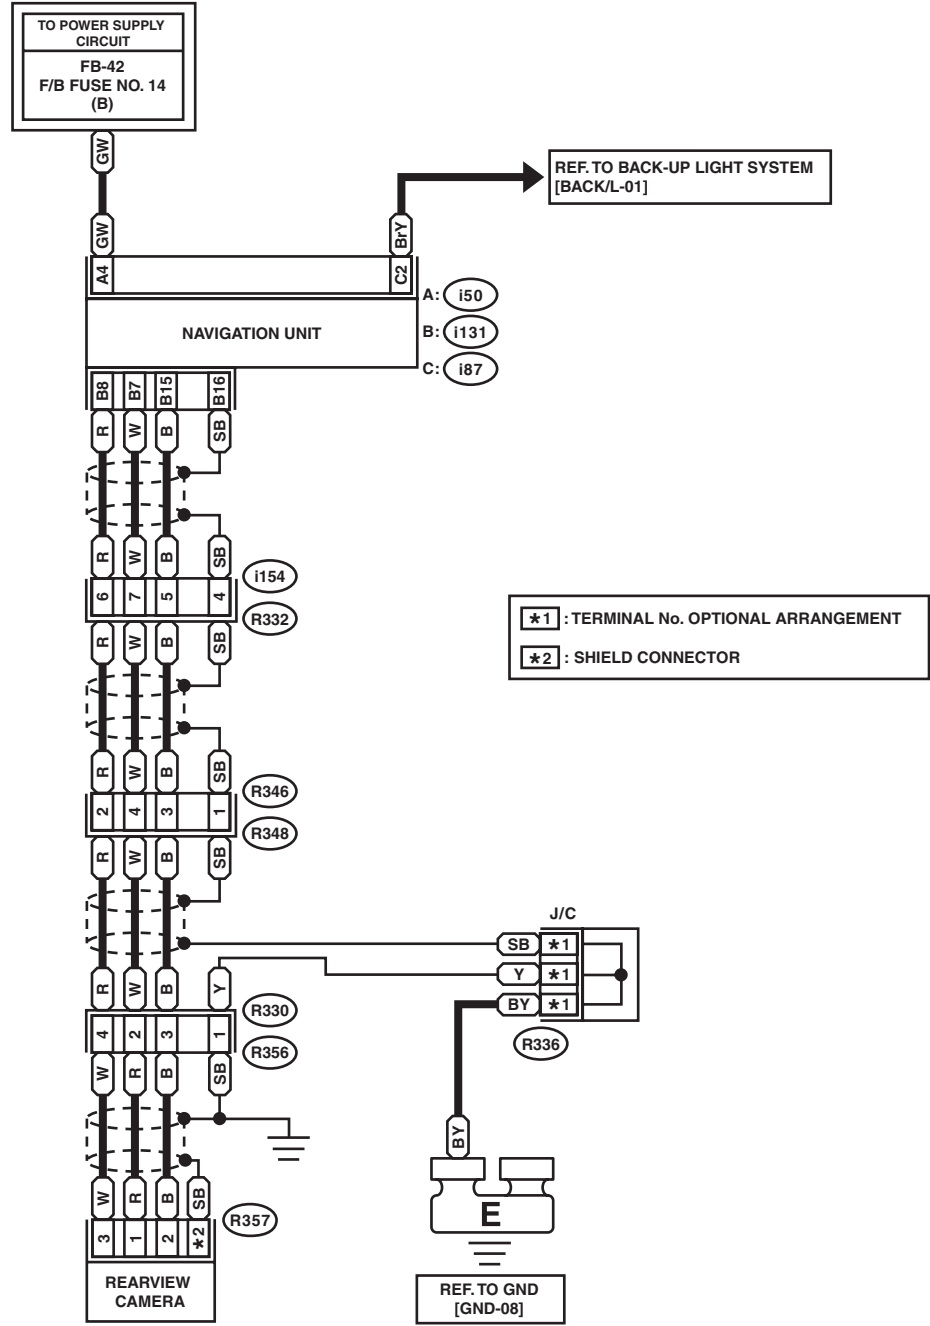 TO POWER SUPPLY
CIRCUIT
FB-42
F/B FUSE NO. 14
(B)
GW
REF. TO BACK-UP LIGHT SYSTEM
[BACK/L-01]
GW
BrY
A4
C2
A: i50
NAVIGATION UNIT
B: i131
C: i87
B8 B7 B15 B16
R W B SB
R W B SB
i154
6 7 5 4
R332
R W B SB
*1 : TERMINAL No. OPTIONAL ARRANGEMENT
*2 : SHIELD CONNECTOR
R W B SB
R346
2 4 3 1
R348
R W B SB
J/C
SB *1
Y *1
BY *1
R336
R W B Y
R330
4 2 3 1
R356
W R B SB
BY
W R B SB
R357
3 1 2 *2
E
REARVIEW
CAMERA
REF. TO GND
[GND-08]